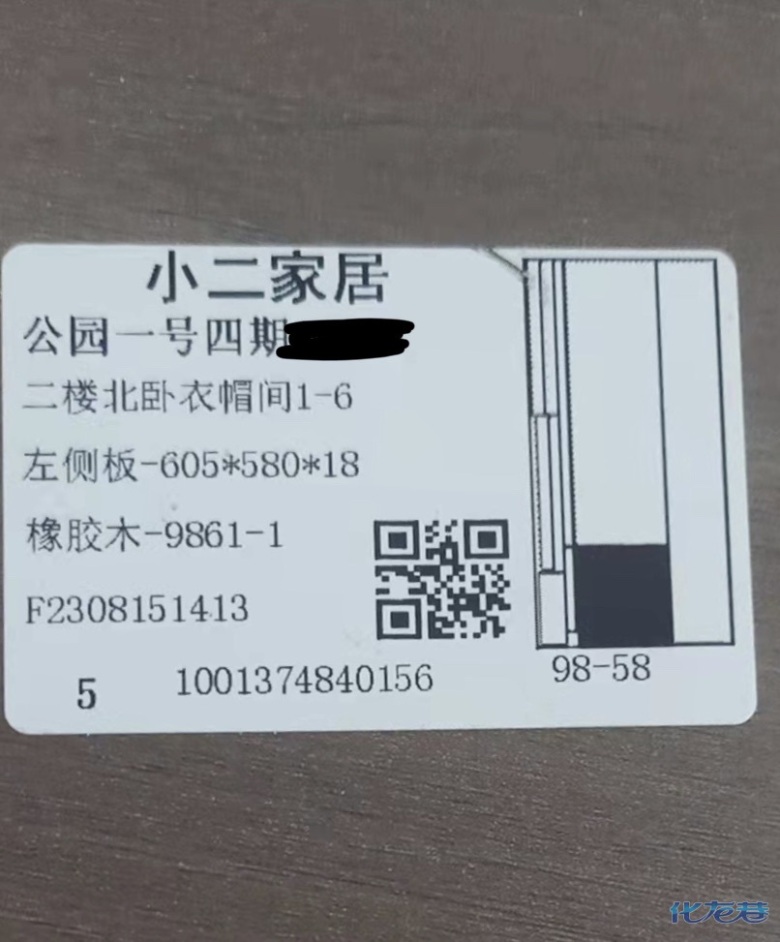 小二家居
公园一号四期
二楼北卧衣帽间1-6
左侧板-605*580*18
橡胶木-9861-1
F2308151413
5 1001374840156
98-58
化龙巷